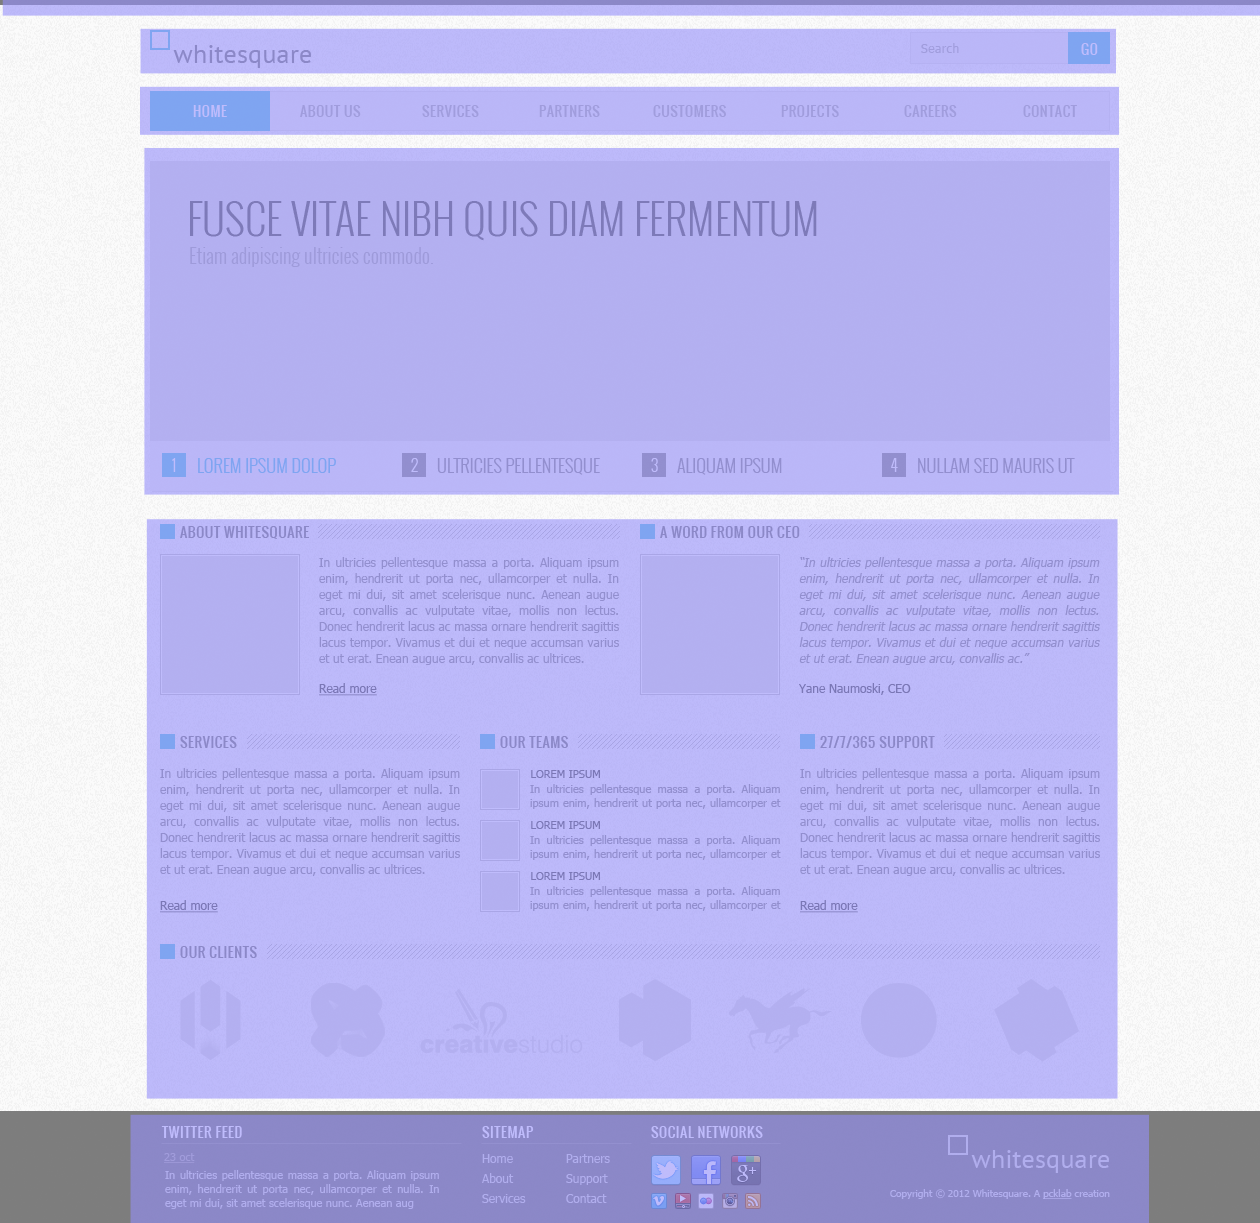 whitesquare
Search GO
HOME ABOUT US SERVICES PARTNERS CUSTOMERS PROJECTS CAREERS CONTACT
FUSCE VITAE NIBH QUIS DIAM FERMENTUM
Etiam adipiscing ultricies commodo.
1 LOREM IPSUM DOLOP 2 ULTRICIES PELLENTESQUE 3 ALIQUAM IPSUM 4 NULLAM SED MAURIS UT
ABOUT WHITESQUARE
In ultricies pellentesque massa a porta. Aliquam ipsum
enim, hendrerit ut porta nec, ullamcorper et nulla. In
eget mi dui, sit amet scelerisque nunc. Aenean augue
arcu, convallis ac vulputate vitae, mollis non lectus.
Donec hendrerit lacus ac massa ornare hendrerit sagittis
lacus tempor. Vivamus et dui et neque accumsan varius
et ut erat. Enean augue arcu, convallis ac ultrices.
Read more
A WORD FROM OUR CEO
"In ultricies pellentesque massa a porta. Aliquam ipsum
enim, hendrerit ut porta nec, ullamcorper et nulla. In
eget mi dui, sit amet scelerisque nunc. Aenean augue
arcu, convallis ac vulputate vitae, mollis non lectus.
Donec hendrerit lacus ac massa ornare hendrerit sagittis
lacus tempor. Vivamus et dui et neque accumsan varius
et ut erat. Enean augue arcu, convallis ac."
Yane Naumoski, CEO
SERVICES
In ultricies pellentesque massa a porta. Aliquam ipsum
enim, hendrerit ut porta nec, ullamcorper et nulla. In
eget mi dui, sit amet scelerisque nunc. Aenean augue
arcu, convallis ac vulputate vitae, mollis non lectus.
Donec hendrerit lacus ac massa ornare hendrerit sagittis
lacus tempor. Vivamus et dui et neque accumsan varius
et ut erat. Enean augue arcu, convallis ac ultrices.
Read more
OUR TEAMS
LOREM IPSUM
In ultricies pellentesque massa a porta. Aliquam
ipsum enim, hendrerit ut porta nec, ullamcorper et
LOREM IPSUM
In ultricies pellentesque massa a porta. Aliquam
ipsum enim, hendrerit ut porta nec, ullamcorper et
LOREM IPSUM
In ultricies pellentesque massa a porta. Aliquam
ipsum enim, hendrerit ut porta nec, ullamcorper et
27/7/365 SUPPORT
In ultricies pellentesque massa a porta. Aliquam ipsum
enim, hendrerit ut porta nec, ullamcorper et nulla. In
eget mi dui, sit amet scelerisque nunc. Aenean augue
arcu, convallis ac vulputate vitae, mollis non lectus.
Donec hendrerit lacus ac massa ornare hendrerit sagittis
lacus tempor. Vivamus et dui et neque accumsan varius
et ut erat. Enean augue arcu, convallis ac ultrices.
Read more
OUR CLIENTS
creativestudio
TWITTER FEED
23 oct
In ultricies pellentesque massa a porta. Aliquam ipsum
enim, hendrerit ut porta nec, ullamcorper et nulla. In
eget mi dui, sit amet scelerisque nunc. Aenean aug
SITEMAP
Home Partners
About Support
Services Contact
SOCIAL NETWORKS
whitesquare
Copyright © 2012 Whitesquare. A pcklab creation